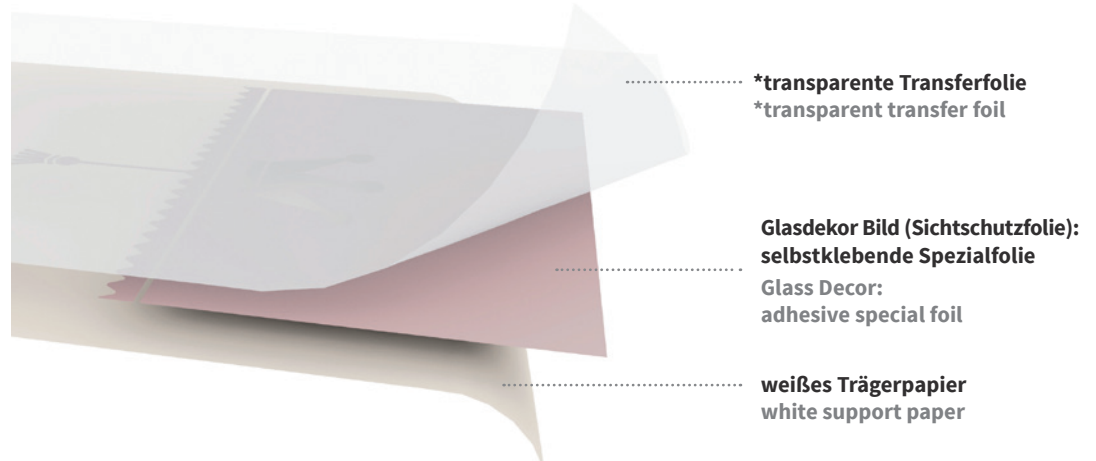 *transparente Transferfolie
*transparent transfer foil
Glasdekor Bild (Sichtschutzfolie):
selbstklebende Spezialfolie
Glass Decor:
adhesive special foil
weißes Trägerpapier
white support paper